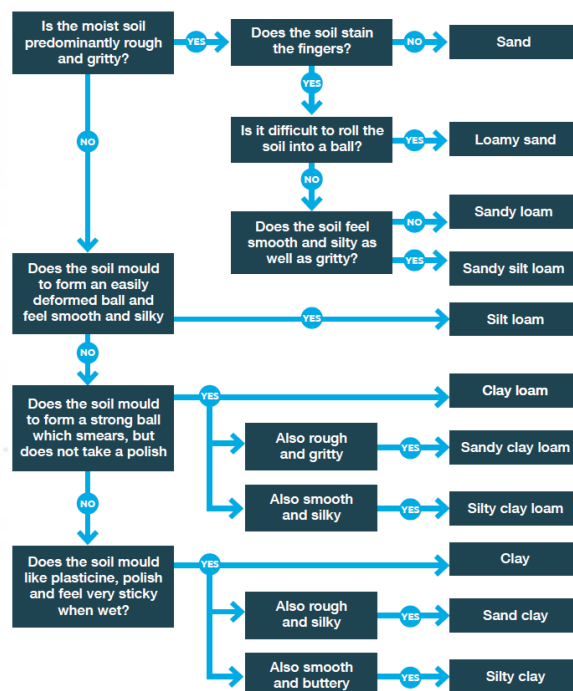 Is the moist soil
predominantly rough
and gritty?
YES
Does the soil stain
the fingers?
NO
Sand
YES
Is it difficult to roll the
soil into a ball?
YES
Loamy sand
NO
NO
Does the soil feel
smooth and silty as
well as gritty?
NO
Sandy loam
YES
Sandy silt loam
Does the soil mould
to form an easily
deformed ball and
feel smooth and silky
YES
Silt loam
NO
Does the soil mould
to form a strong ball
which smears, but
does not take a polish
YES
Clay loam
Also rough
and gritty
YES
Sandy clay loam
Also smooth
and silky
YES
Silty clay loam
NO
Does the soil mould
like plasticine, polish
and feel very sticky
when wet?
YES
Clay
Also rough
and silky
YES
Sand clay
Also smooth
and buttery
YES
Silty clay